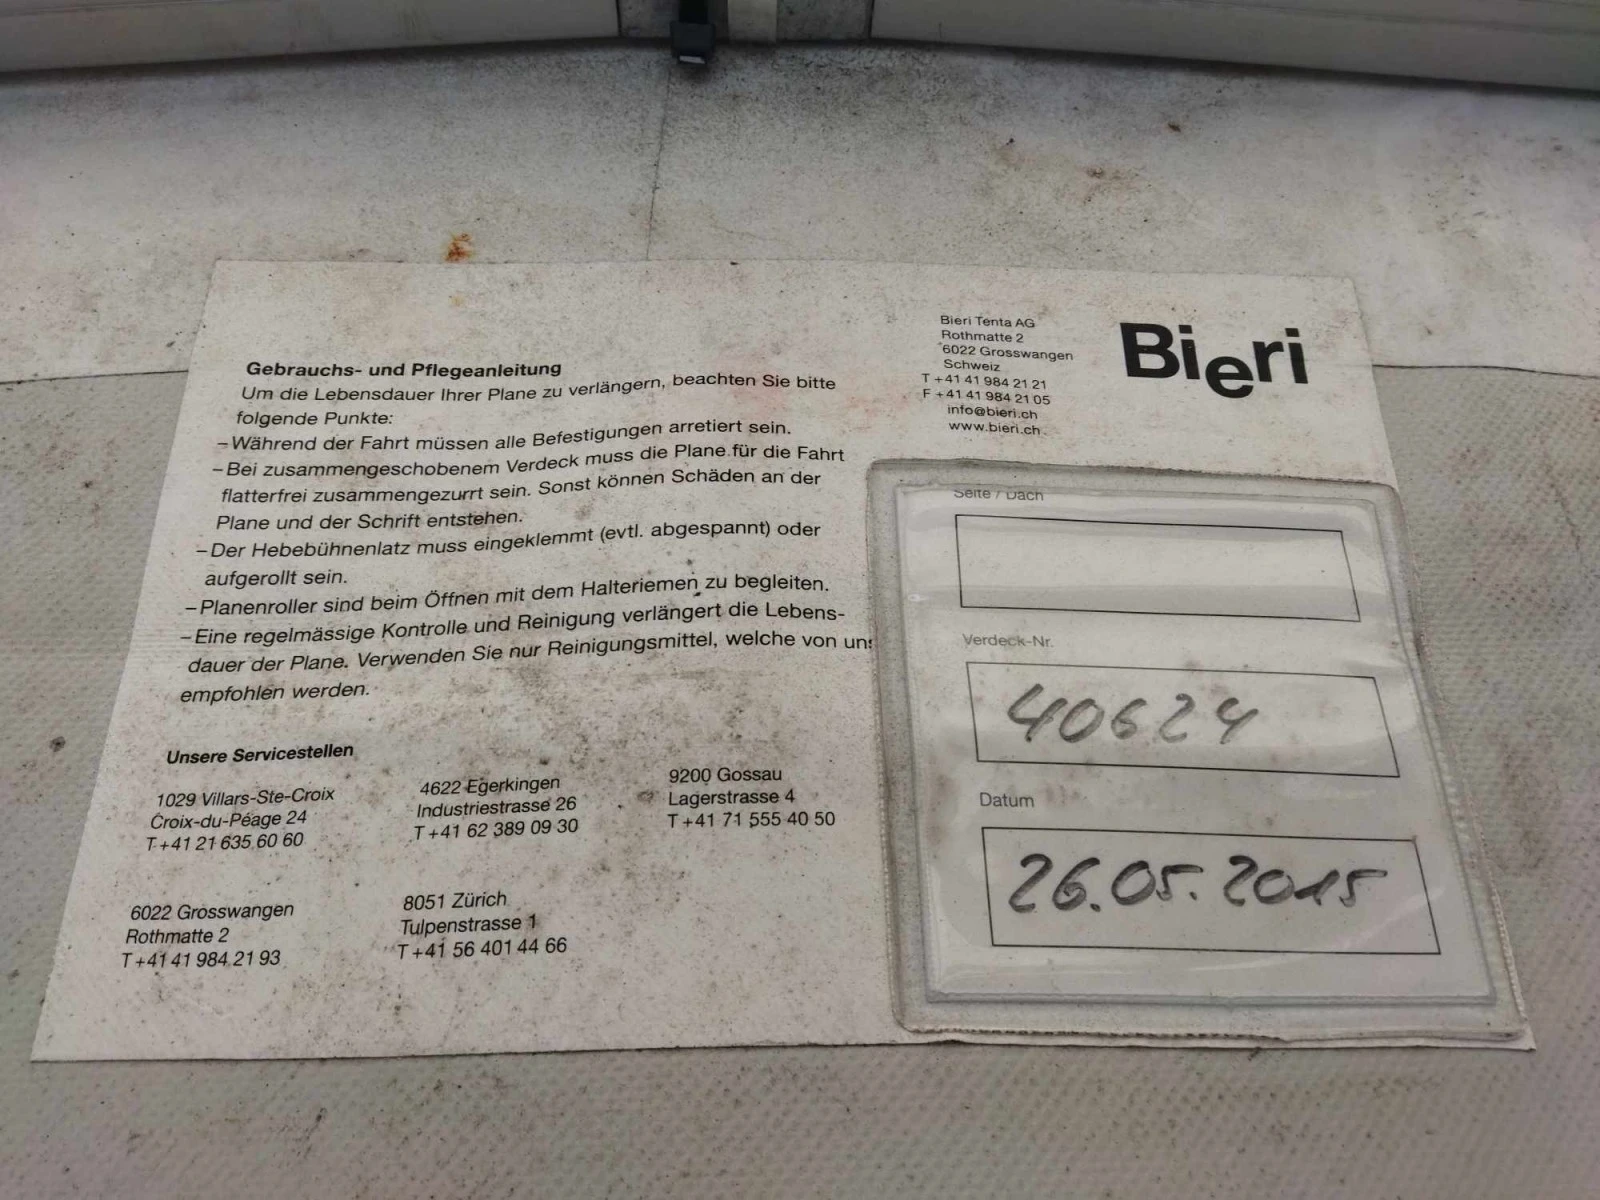 Gebrauchs- und Pflegeanleitung
Um die Lebensdauer Ihrer Plane zu verlängern, beachten Sie bitte
folgende Punkte:
– Während der Fahrt müssen alle Befestigungen arretiert sein.
– Bei zusammengeschobenem Verdeck muss die Plane für die Fahrt
flatterfrei zusammengezurrt sein. Sonst können Schäden an der
Plane und der Schrift entstehen.
– Der Hebebühnenlatz muss eingeklemmt (evtl. abgespannt) oder
aufgerollt sein.
– Planenroller sind beim Öffnen mit dem Halteriemen zu begleiten.
– Eine regelmässige Kontrolle und Reinigung verlängert die Lebens-
dauer der Plane. Verwenden Sie nur Reinigungsmittel, welche von uns
empfohlen werden.
Unsere Servicestellen
1029 Villars-Ste-Croix
Croix-du-Péage 24
T +41 21 635 60 60
4622 Egerkingen
Industriestrasse 26
T +41 62 389 09 30
9200 Gossau
Lagerstrasse 4
T +41 71 555 40 50
6022 Grosswangen
Rothmatte 2
T +41 41 984 21 93
8051 Zürich
Tulpenstrasse 1
T +41 56 401 44 66
Bieri Tenta AG
Rothmatte 2
6022 Grosswangen
Schweiz
T +41 41 984 21 21
F +41 41 984 21 05
info@bieri.ch
www.bieri.ch
Bieri
Seite / Dach
Verdeck-Nr.
40624
Datum
26.05.2015